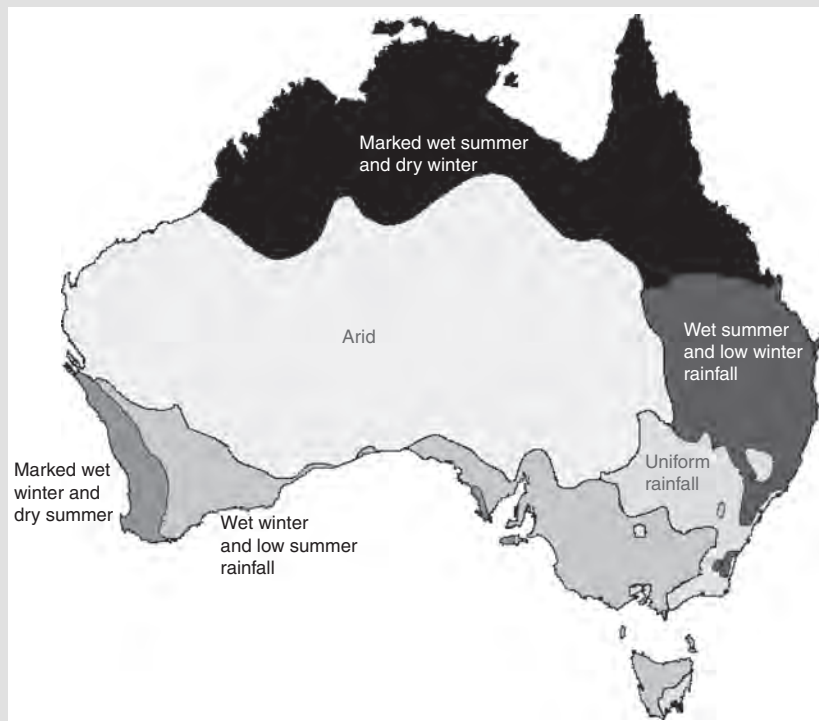 Marked wet summer
and dry winter
Arid
Wet summer
and low winter
rainfall
Uniform
rainfall
Marked wet
winter and
dry summer
Wet winter
and low summer
rainfall